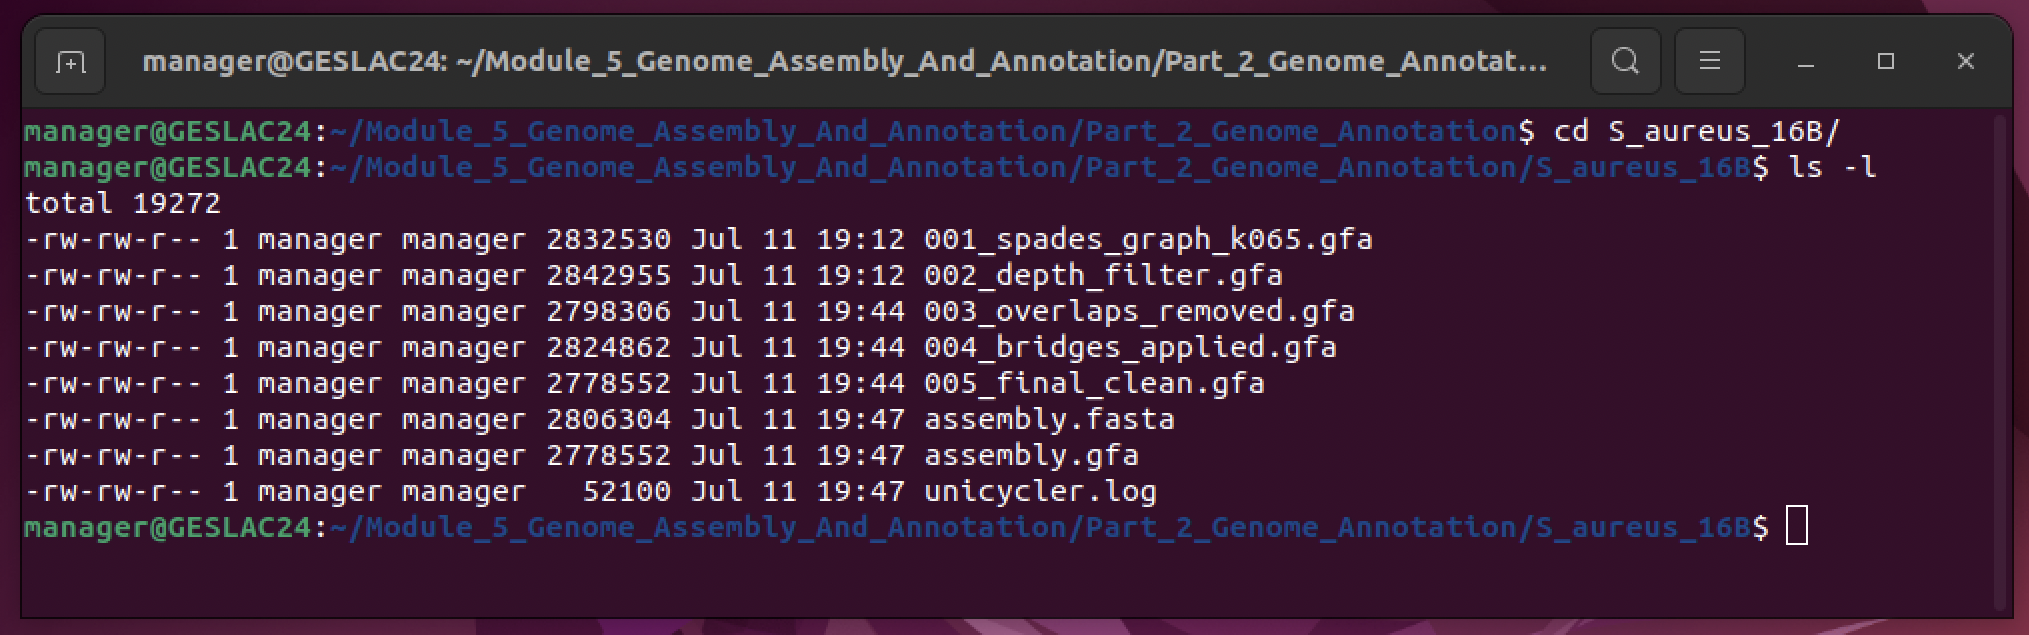 manager@GESLAC24: ~/Module_5_Genome_Assembly_And_Annotation/Part_2_Genome_Annotat...
manager@GESLAC24:~/Module_5_Genome_Assembly_And_Annotation/Part_2_Genome_Annotation$ cd S_aureus_16B/
manager@GESLAC24:~/Module_5_Genome_Assembly_And_Annotation/Part_2_Genome_Annotation/S_aureus_16B$ ls -l
total 19272
-rw-rw-r-- 1 manager manager 2832530 Jul 11 19:12 001_spades_graph_k065.gfa
-rw-rw-r-- 1 manager manager 2842955 Jul 11 19:12 002_depth_filter.gfa
-rw-rw-r-- 1 manager manager 2798306 Jul 11 19:44 003_overlaps_removed.gfa
-rw-rw-r-- 1 manager manager 2824862 Jul 11 19:44 004_bridges_applied.gfa
-rw-rw-r-- 1 manager manager 2778552 Jul 11 19:44 005_final_clean.gfa
-rw-rw-r-- 1 manager manager 2806304 Jul 11 19:47 assembly.fasta
-rw-rw-r-- 1 manager manager 2778552 Jul 11 19:47 assembly.gfa
-rw-rw-r-- 1 manager manager   52100 Jul 11 19:47 unicycler.log
manager@GESLAC24:~/Module_5_Genome_Assembly_And_Annotation/Part_2_Genome_Annotation/S_aureus_16B$